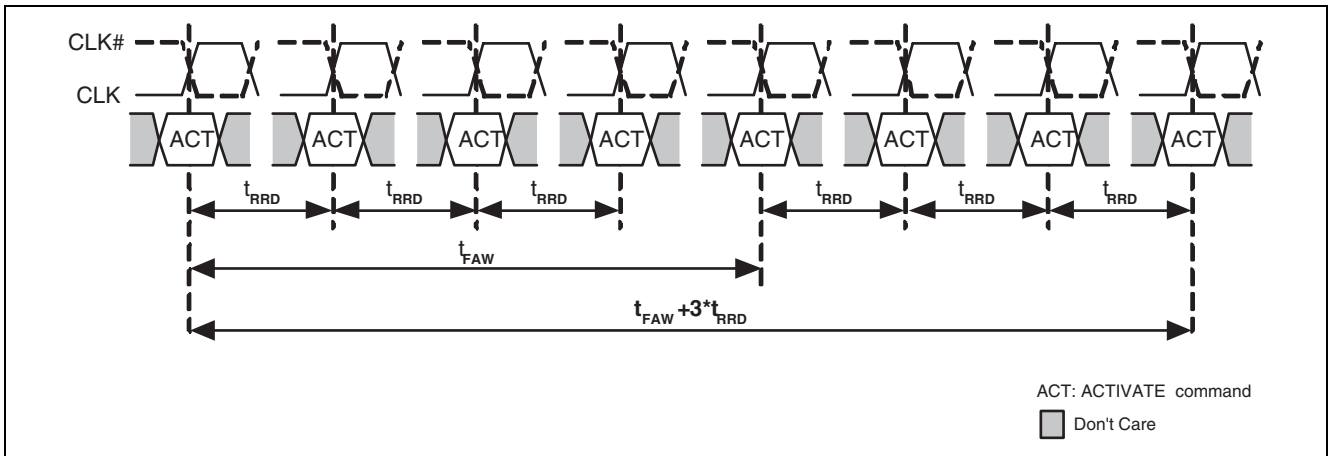 CLK#
CLK
ACT ACT ACT ACT ACT ACT ACT ACT
tRRD tRRD tRRD tRRD tRRD tRRD
tFAW
tFAW +3*tRRD
ACT: ACTIVATE command
Don't Care